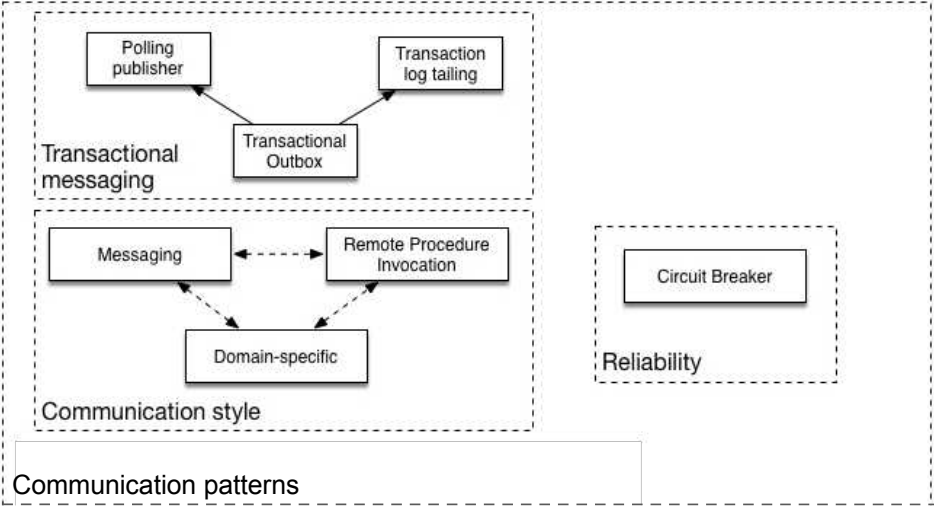 Polling
publisher
Transaction
log tailing
Transactional
Outbox
Transactional
messaging
Messaging
Remote Procedure
Invocation
Domain-specific
Communication style
Circuit Breaker
Reliability
Communication patterns